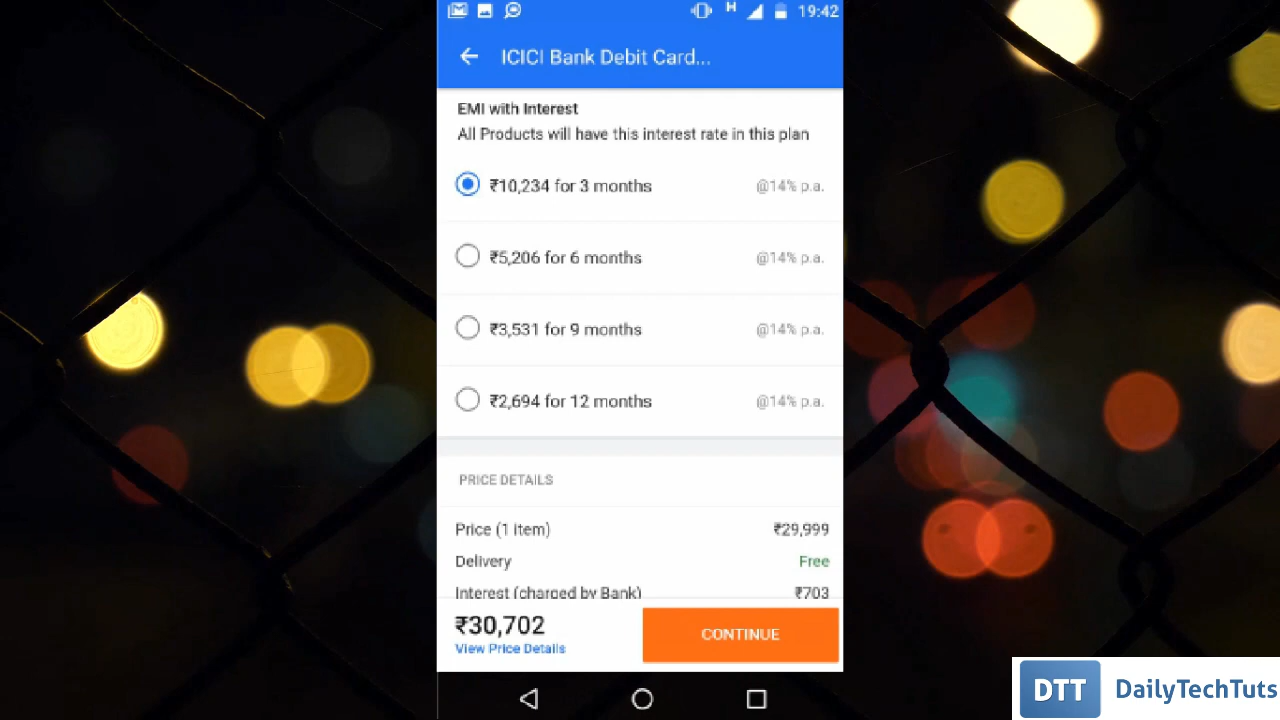 H 19:42
ICICI Bank Debit Card...
EMI with Interest
All Products will have this interest rate in this plan
₹10,234 for 3 months @14% p.a.
₹5,206 for 6 months @14% p.a.
₹3,531 for 9 months @14% p.a.
₹2,694 for 12 months @14% p.a.
PRICE DETAILS
Price (1 item) ₹29,999
Delivery Free
Interest (charged by Bank) ₹703
₹30,702
View Price Details
CONTINUE
DTT DailyTechTuts